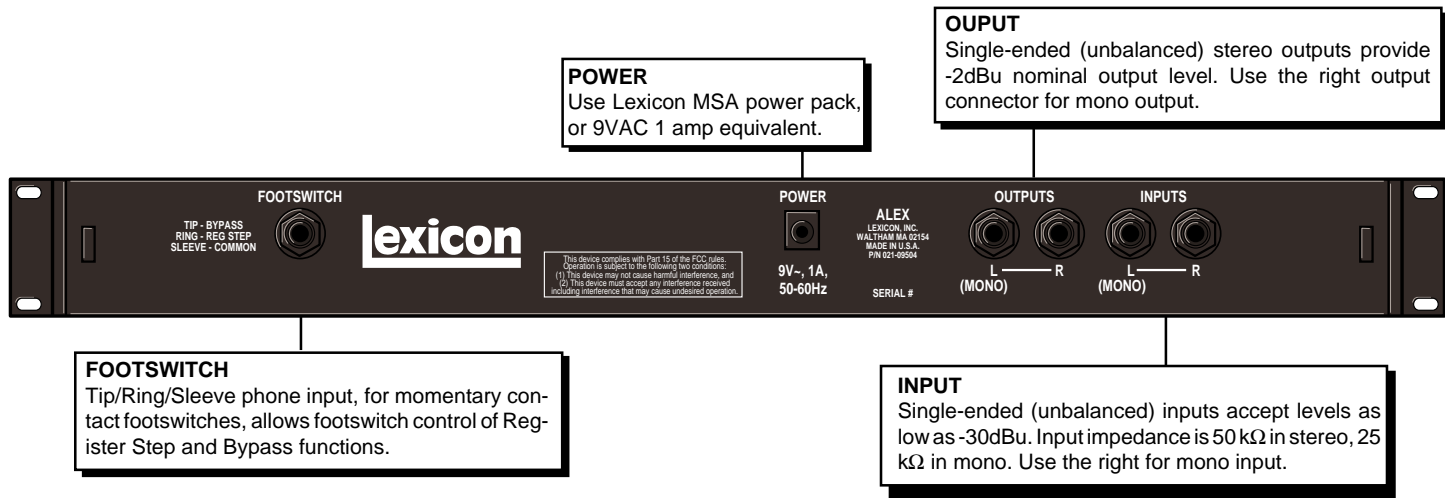 OUPUT
Single-ended (unbalanced) stereo outputs provide
-2dBu nominal output level. Use the right output
connector for mono output.
POWER
Use Lexicon MSA power pack,
or 9VAC 1 amp equivalent.
FOOTSWITCH
TIP - BYPASS
RING - REG STEP
SLEEVE - COMMON
lexicon
This device complies with Part 15 of the FCC rules.
Operation is subject to the following two conditions:
(1) This device may not cause harmful interference, and
(2) This device must accept any interference received
including interference that may cause undesired operation.
POWER
9V~, 1A,
50-60Hz
ALEX
LEXICON, INC.
WALTHAM MA 02154
MADE IN U.S.A.
P/N 021-09504
SERIAL #
OUTPUTS
L R
(MONO)
INPUTS
L R
(MONO)
FOOTSWITCH
Tip/Ring/Sleeve phone input, for momentary con-
tact footswitches, allows footswitch control of Reg-
ister Step and Bypass functions.
INPUT
Single-ended (unbalanced) inputs accept levels as
low as -30dBu. Input impedance is 50 kΩ in stereo, 25
kΩ in mono. Use the right for mono input.